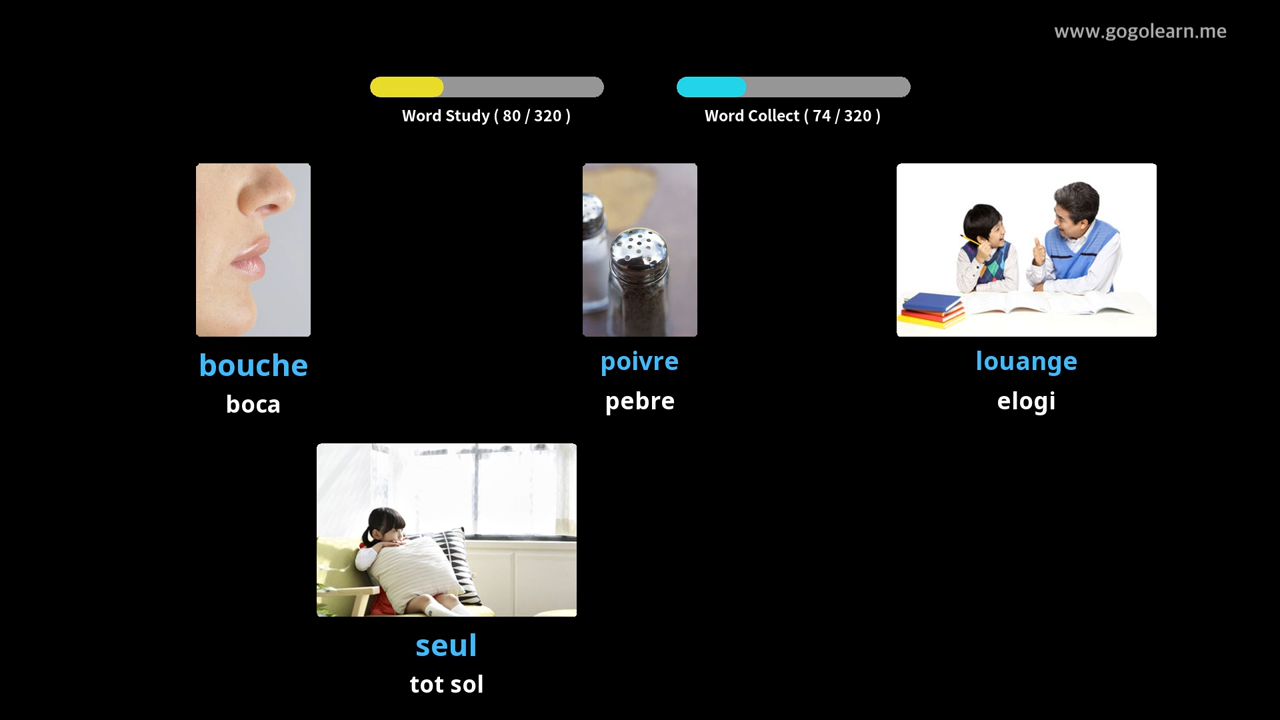 www.gogolearn.me
Word Study ( 80 / 320 )
Word Collect ( 74 / 320 )
bouche
boca
poivre
pebre
louange
elogi
seul
tot sol